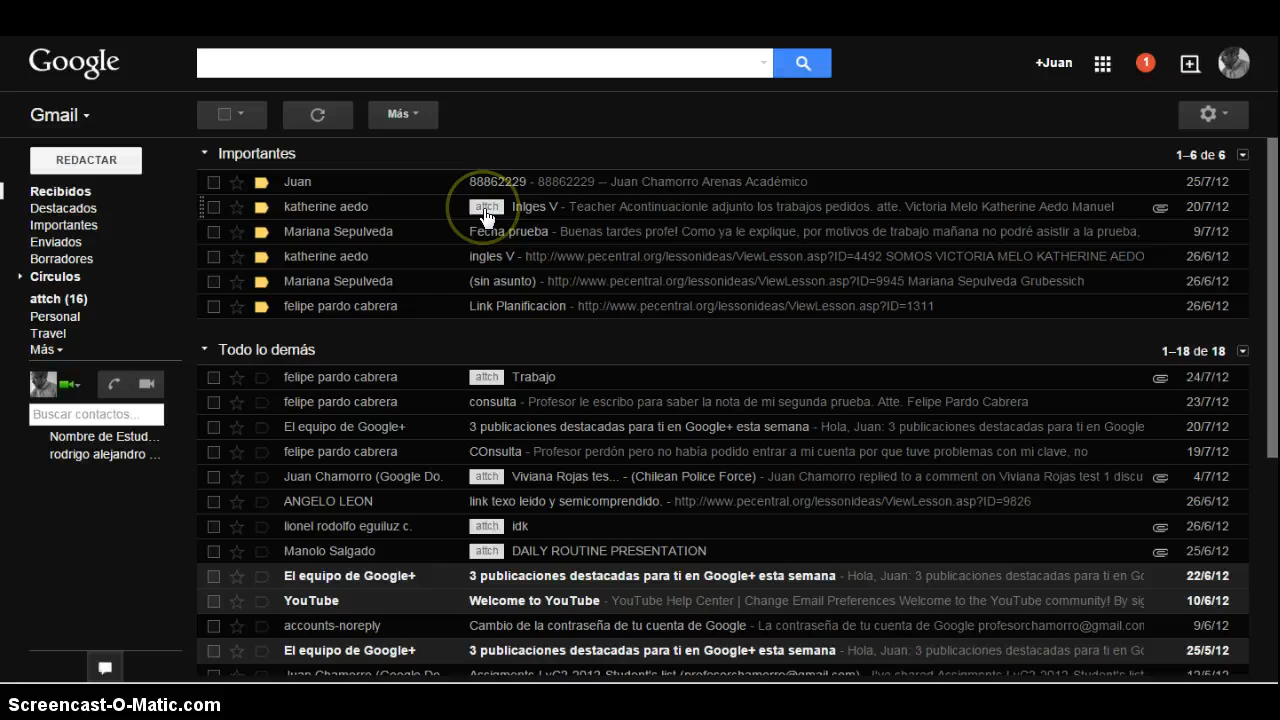 Google
+Juan
1
Gmail
Más
REDACTAR
Recibidos
Destacados
Importantes
Enviados
Borradores
Círculos
attch (16)
Personal
Travel
Más
Buscar contactos...
Nombre de Estud...
rodrigo alejandro ...
Importantes 1–6 de 6
Juan 88862229 - 88862229 -- Juan Chamorro Arenas Académico 25/7/12
katherine aedo attch Inlges V - Teacher Acontinuacionle adjunto los trabajos pedidos. atte. Victoria Melo Katherine Aedo Manuel 20/7/12
Mariana Sepulveda Fecha prueba - Buenas tardes profe! Como ya le explique, por motivos de trabajo mañana no podré asistir a la prueba, 9/7/12
katherine aedo ingles V - http://www.pecentral.org/lessonideas/ViewLesson.asp?ID=4492 SOMOS VICTORIA MELO KATHERINE AEDO 26/6/12
Mariana Sepulveda (sin asunto) - http://www.pecentral.org/lessonideas/ViewLesson.asp?ID=9945 Mariana Sepulveda Grubessich 26/6/12
felipe pardo cabrera Link Planificacion - http://www.pecentral.org/lessonideas/ViewLesson.asp?ID=1311 26/6/12
Todo lo demás 1–18 de 18
felipe pardo cabrera attch Trabajo 24/7/12
felipe pardo cabrera consulta - Profesor le escribo para saber la nota de mi segunda prueba. Atte. Felipe Pardo Cabrera 23/7/12
El equipo de Google+ 3 publicaciones destacadas para ti en Google+ esta semana - Hola, Juan: 3 publicaciones destacadas para ti en Google 20/7/12
felipe pardo cabrera COnsulta - Profesor perdón pero no había podido entrar a mi cuenta por que tuve problemas con mi clave, no 19/7/12
Juan Chamorro (Google Do. attch Viviana Rojas tes... - (Chilean Police Force) - Juan Chamorro replied to a comment on Viviana Rojas test 1 discu 4/7/12
ANGELO LEON link texo leido y semicomprendido. - http://www.pecentral.org/lessonideas/ViewLesson.asp?ID=9826 26/6/12
lionel rodolfo eguiluz c. attch idk 26/6/12
Manolo Salgado attch DAILY ROUTINE PRESENTATION 25/6/12
El equipo de Google+ 3 publicaciones destacadas para ti en Google+ esta semana - Hola, Juan: 3 publicaciones destacadas para ti en Go 22/6/12
YouTube Welcome to YouTube - YouTube Help Center | Change Email Preferences Welcome to the YouTube community! By sig 10/6/12
accounts-noreply Cambio de la contraseña de tu cuenta de Google - La contraseña de tu cuenta de Google profesorchamorro@gmail.com 9/6/12
El equipo de Google+ 3 publicaciones destacadas para ti en Google+ esta semana - Hola, Juan: 3 publicaciones destacadas para ti en Go 25/5/12
Juan Chamorro (Google Do. Assigments LyC2 2012 Student's list (profesorchamorro@gmail.com) - I've shared Assigments LyC2 2012 Student's
Screencast-O-Matic.com